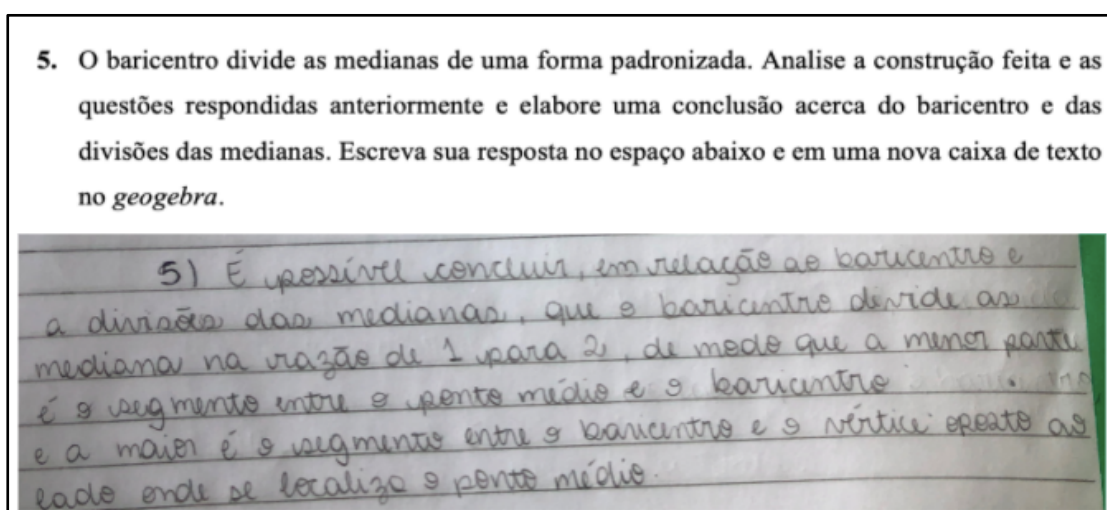 5. O baricentro divide as medianas de uma forma padronizada. Analise a construção feita e as
questões respondidas anteriormente e elabore uma conclusão acerca do baricentro e das
divisões das medianas. Escreva sua resposta no espaço abaixo e em uma nova caixa de texto
no geogebra.
5) É possível concluir, em relação ao baricentro e
a divisões das medianas, que o baricentro divide as
mediana na razão de 1 para 2, de modo que a menor parte
é o segmento entre o ponto médio e o baricentro
e a maior é o segmento entre o baricentro e o vértice oposto ao
lado onde se localiza o ponto médio.